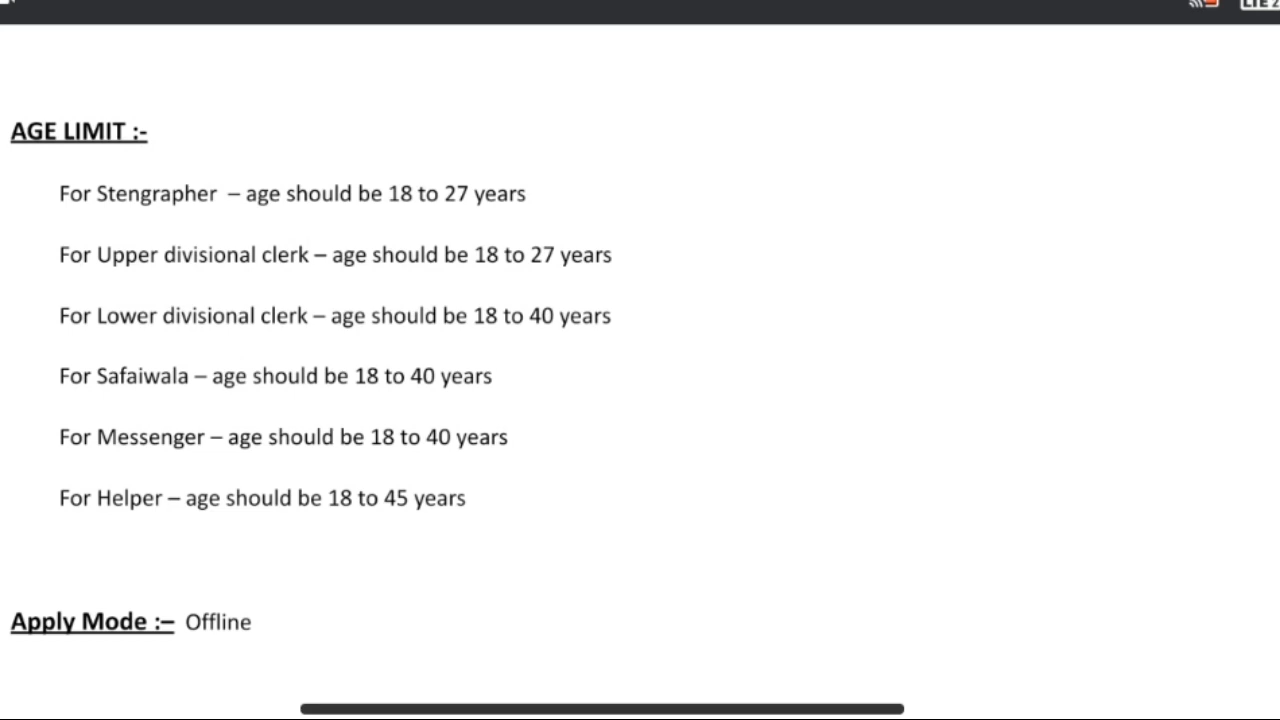 AGE LIMIT :-
For Stengrapher – age should be 18 to 27 years
For Upper divisional clerk – age should be 18 to 27 years
For Lower divisional clerk – age should be 18 to 40 years
For Safaiwala – age should be 18 to 40 years
For Messenger – age should be 18 to 40 years
For Helper – age should be 18 to 45 years
Apply Mode :– Offline